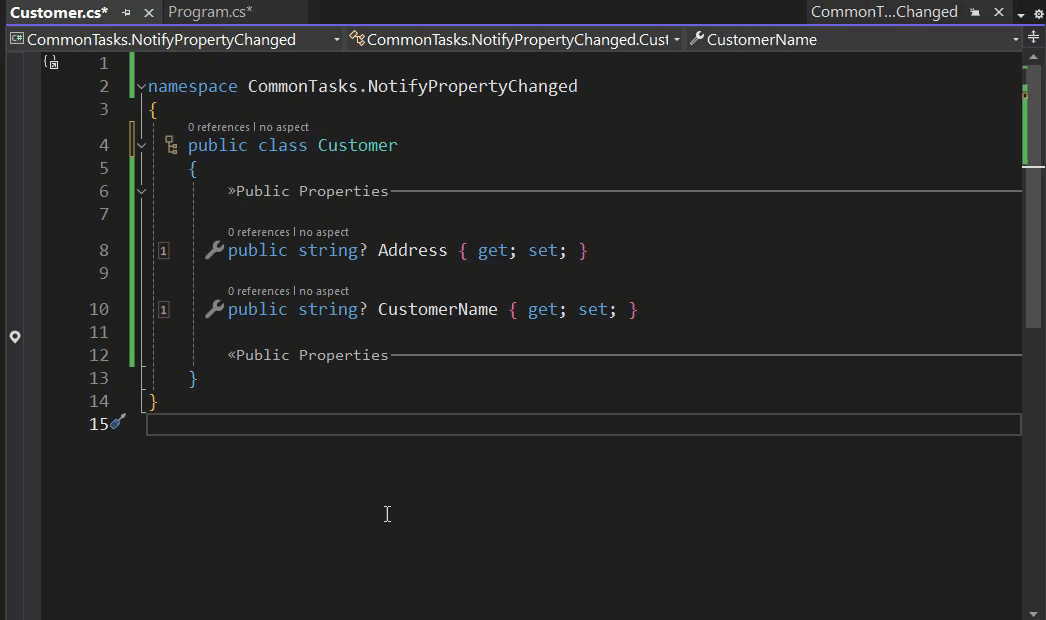 Customer.cs* Program.cs* CommonT...Changed
CommonTasks.NotifyPropertyChanged CommonTasks.NotifyPropertyChanged.Cust CustomerName
1
2 namespace CommonTasks.NotifyPropertyChanged
3 {
0 references | no aspect
4 public class Customer
5 {
6 »Public Properties
7
0 references | no aspect
8 1 public string? Address { get; set; }
9
0 references | no aspect
10 1 public string? CustomerName { get; set; }
11
12 «Public Properties
13 }
14 }
15